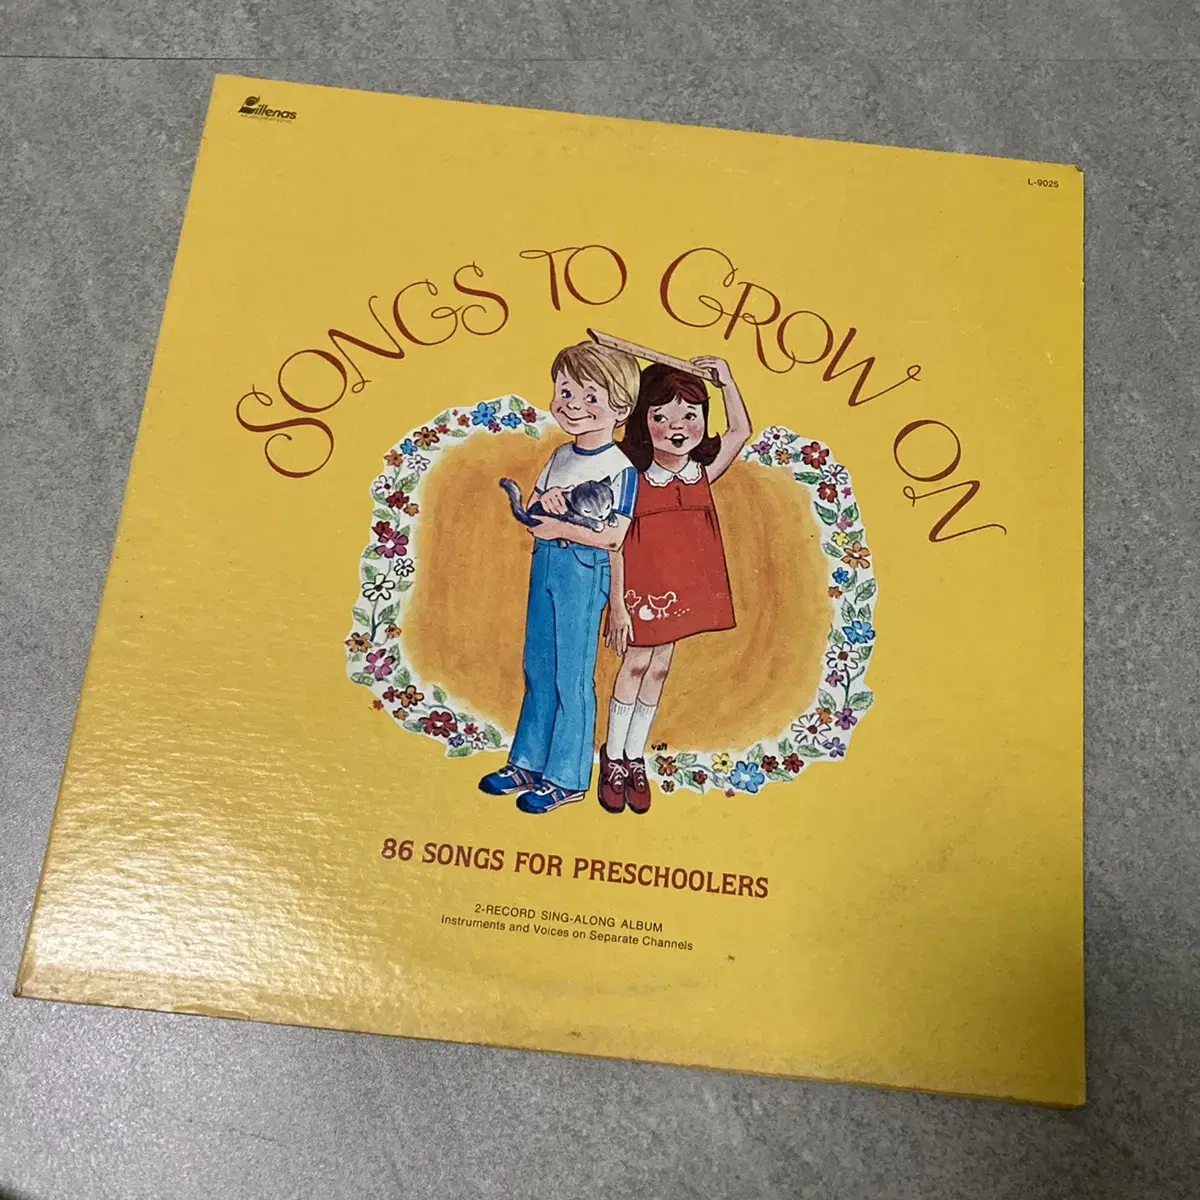 Lillenas
L-9025
SONGS TO GROW ON
vall
86 SONGS FOR PRESCHOOLERS
2-RECORD SING-ALONG ALBUM
Instruments and Voices on Separate Channels